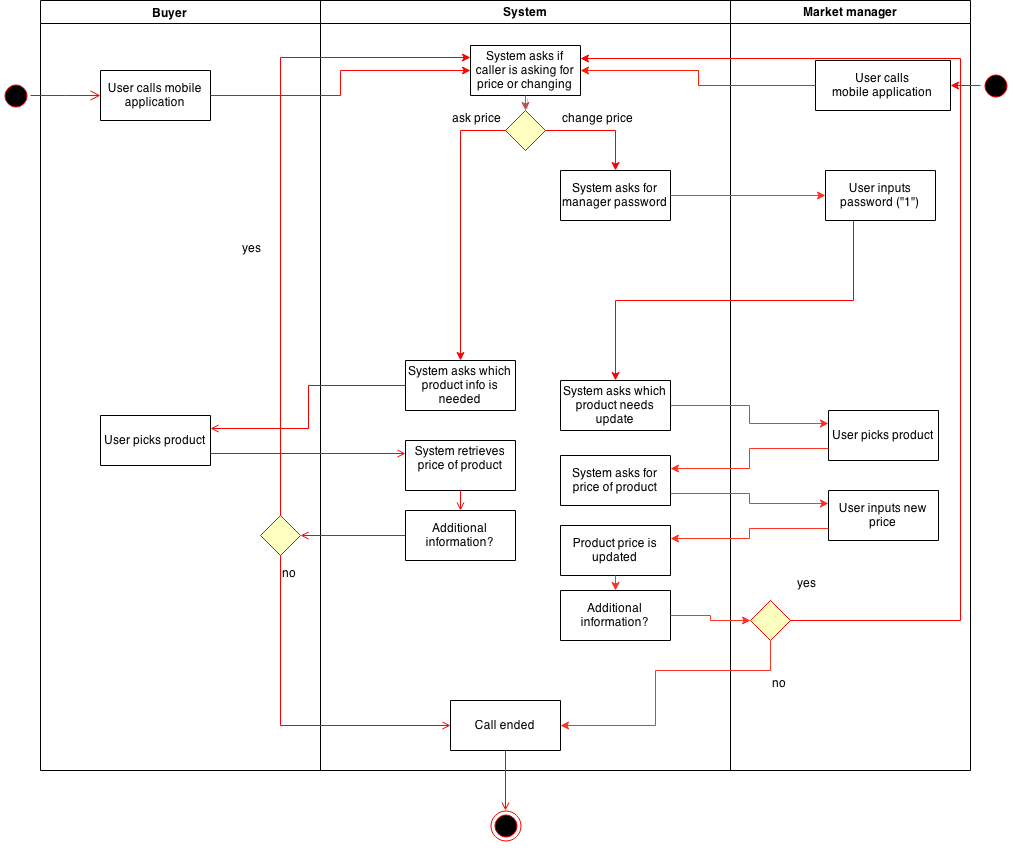 Buyer
System
Market manager
System asks if
caller is asking for
price or changing
User calls mobile
application
User calls
mobile application
ask price
change price
System asks for
manager password
User inputs
password ("1")
yes
System asks which
product info is
needed
System asks which
product needs
update
User picks product
User picks product
System retrieves
price of product
System asks for
price of product
User inputs new
price
Additional
information?
Product price is
updated
no
yes
Additional
information?
no
Call ended